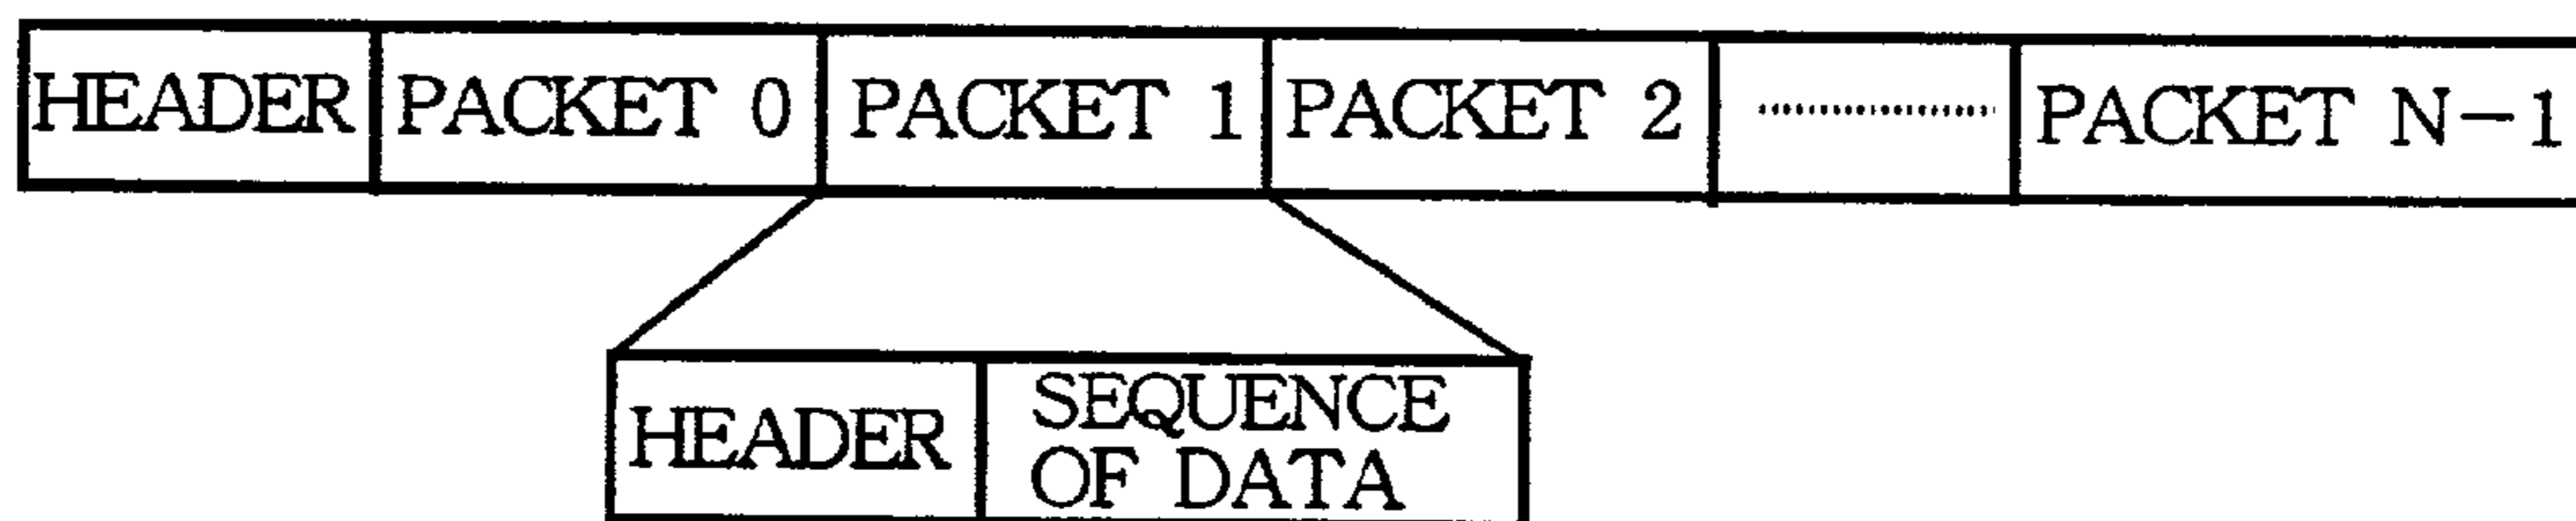 HEADER PACKET 0 PACKET 1 PACKET 2 ............... PACKET N-1
HEADER SEQUENCE
OF DATA